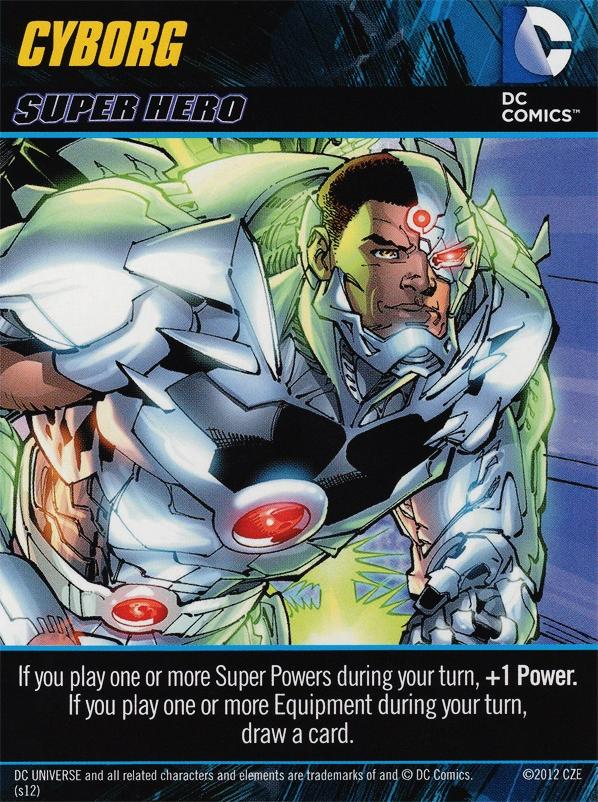 CYBORG
SUPER HERO
DC
COMICS™
If you play one or more Super Powers during your turn, +1 Power.
If you play one or more Equipment during your turn,
draw a card.
DC UNIVERSE and all related characters and elements are trademarks of and © DC Comics.
(s12)
©2012 CZE